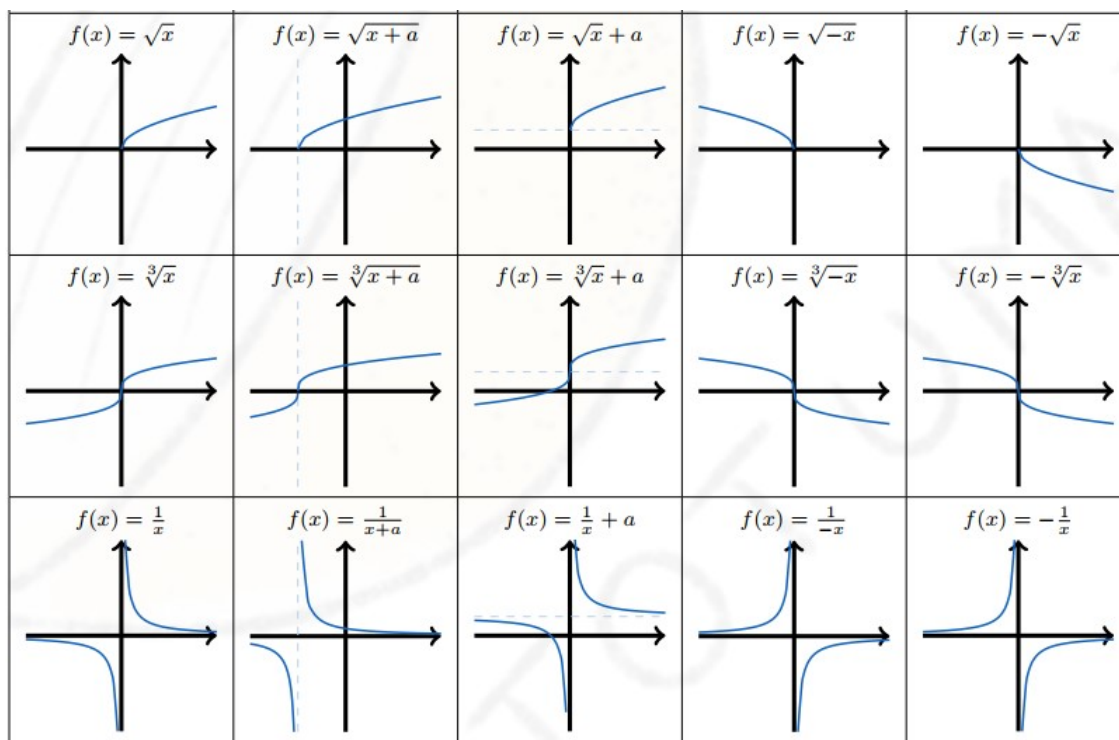 f(x) = √x
f(x) = √(x + a)
f(x) = √x + a
f(x) = √(−x)
f(x) = −√x
f(x) = ∛x
f(x) = ∛(x + a)
f(x) = ∛x + a
f(x) = ∛(−x)
f(x) = −∛x
f(x) = 1/x
f(x) = 1/(x+a)
f(x) = 1/x + a
f(x) = 1/−x
f(x) = −1/x